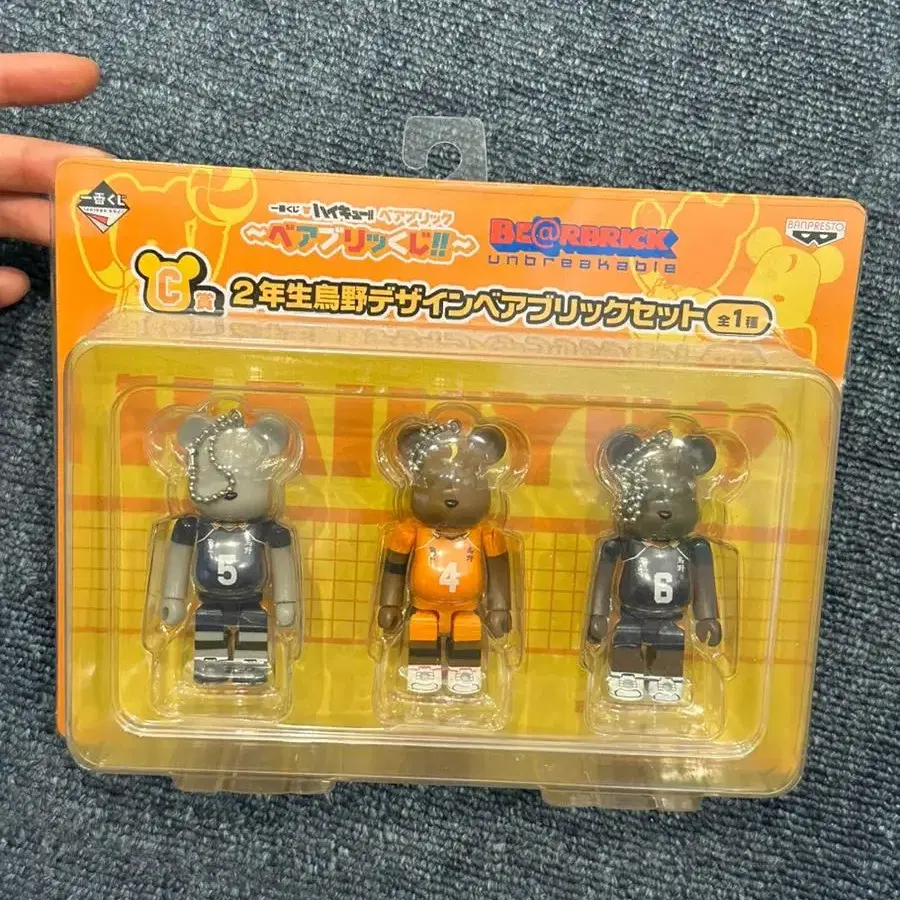 一番くじ
一番くじ ハイキュー!! ベアブリック
～ベアブリッくじ!!～
BE@RBRICK
unbreakable
BANPRESTO
C賞
2年生烏野デザインベアブリックセット
全1種
HAIKYU
5
4
6